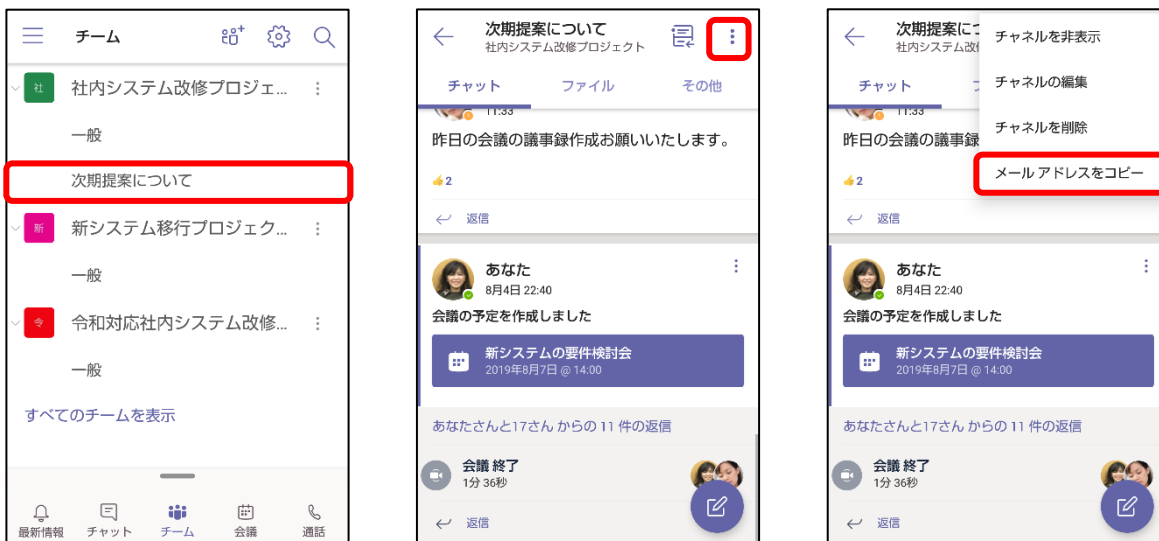 チーム
社
社内システム改修プロジェ...
一般
次期提案について
新
新システム移行プロジェク...
一般
令
令和対応社内システム改修...
一般
すべてのチームを表示
最新情報
チャット
チーム
会議
通話
次期提案について
社内システム改修プロジェクト
チャット
ファイル
その他
11:33
昨日の会議の議事録作成お願いいたします。
2
返信
あなた
8月4日 22:40
会議の予定を作成しました
新システムの要件検討会
2019年8月7日 @ 14:00
あなたさんと17さん からの 11 件の返信
会議 終了
1分 36秒
返信
次期提案につ
社内システム改
チャット
チャネルを非表示
チャネルの編集
チャネルを削除
メール アドレスをコピー
11:33
昨日の会議の議事録
2
返信
あなた
8月4日 22:40
会議の予定を作成しました
新システムの要件検討会
2019年8月7日 @ 14:00
あなたさんと17さん からの 11 件の返信
会議 終了
1分 36秒
返信